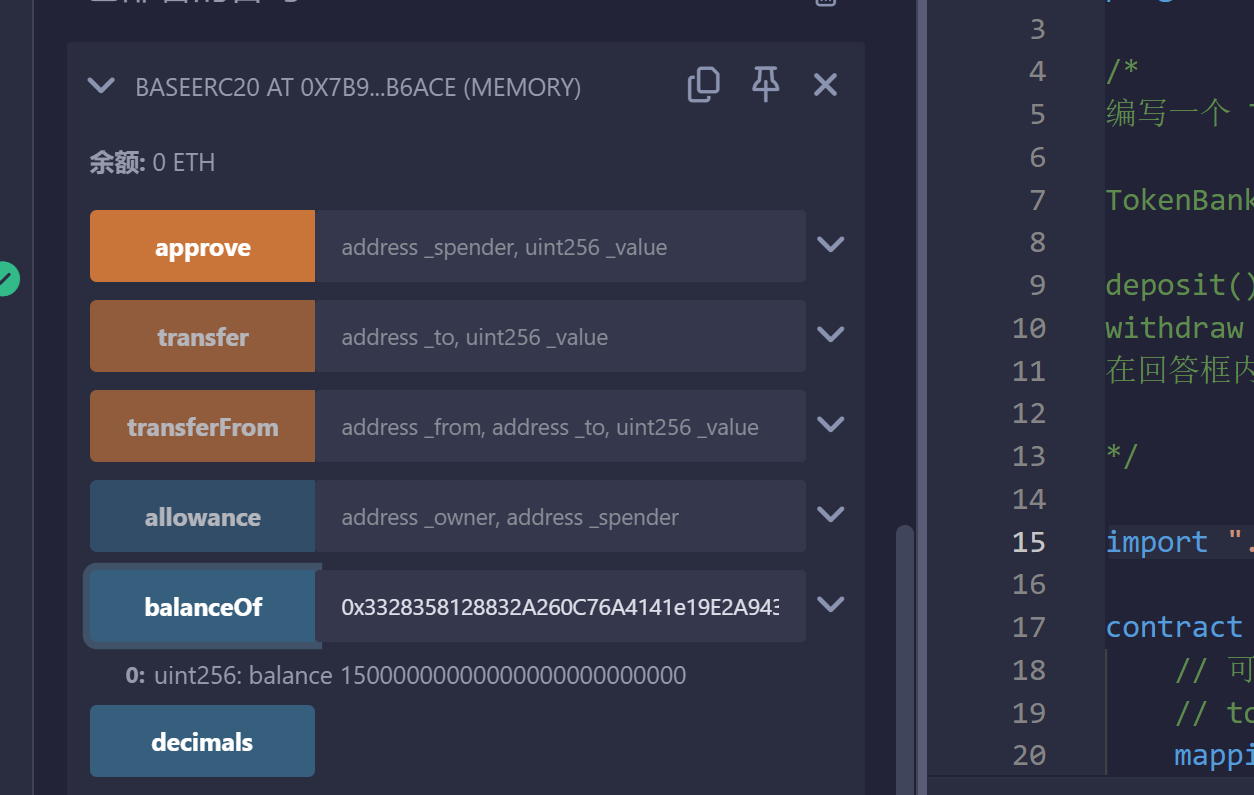 BASEERC20 AT 0X7B9...B6ACE (MEMORY)
余额: 0 ETH
approve address _spender, uint256 _value
transfer address _to, uint256 _value
transferFrom address _from, address _to, uint256 _value
allowance address _owner, address _spender
balanceOf 0x3328358128832A260C76A4141e19E2A943
0: uint256: balance 15000000000000000000000000
decimals
3
4 /*
5 编写一个
6
7 TokenBank
8
9 deposit()
10 withdraw
11 在回答框内
12
13 */
14
15 import ".
16
17 contract
18 // 可
19 // to
20 mappi